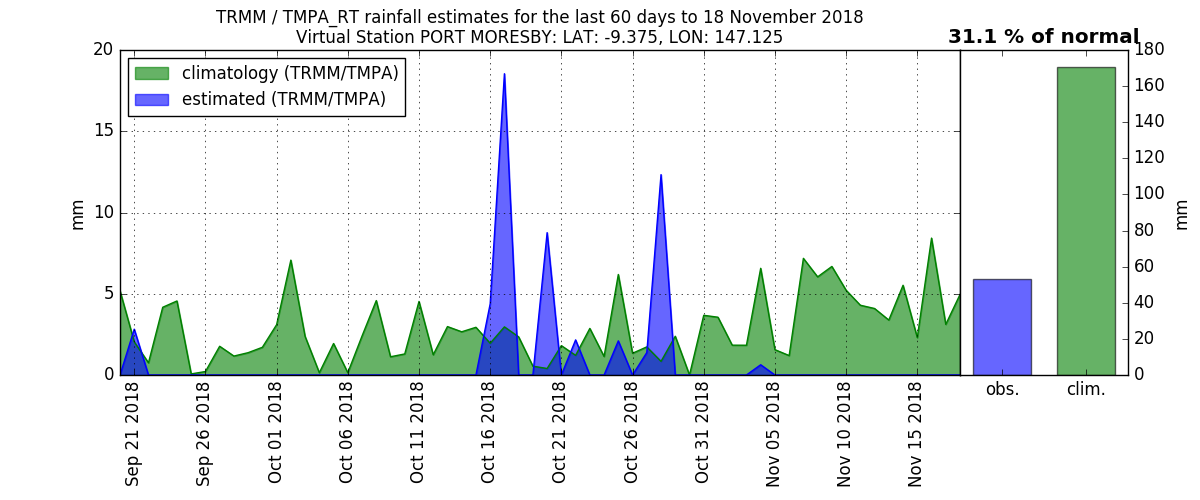 TRMM / TMPA_RT rainfall estimates for the last 60 days to 18 November 2018
Virtual Station PORT MORESBY: LAT: -9.375, LON: 147.125
31.1 % of normal
climatology (TRMM/TMPA)
estimated (TRMM/TMPA)
20
15
10
5
0
mm
Sep 21 2018
Sep 26 2018
Oct 01 2018
Oct 06 2018
Oct 11 2018
Oct 16 2018
Oct 21 2018
Oct 26 2018
Oct 31 2018
Nov 05 2018
Nov 10 2018
Nov 15 2018
obs.
clim.
180
160
140
120
100
80
60
40
20
0
mm